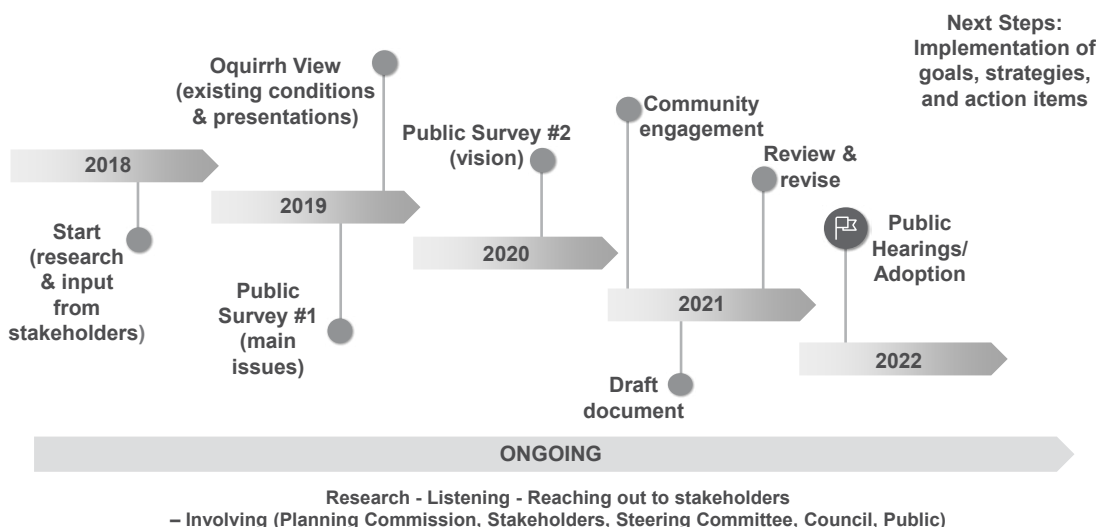 2018
Start
(research
& input
from
stakeholders)
Oquirrh View
(existing conditions
& presentations)
2019
Public
Survey #1
(main
issues)
Public Survey #2
(vision)
2020
Community
engagement
2021
Draft
document
Review &
revise
Public
Hearings/
Adoption
2022
Next Steps:
Implementation of
goals, strategies,
and action items
ONGOING
Research - Listening - Reaching out to stakeholders
– Involving (Planning Commission, Stakeholders, Steering Committee, Council, Public)